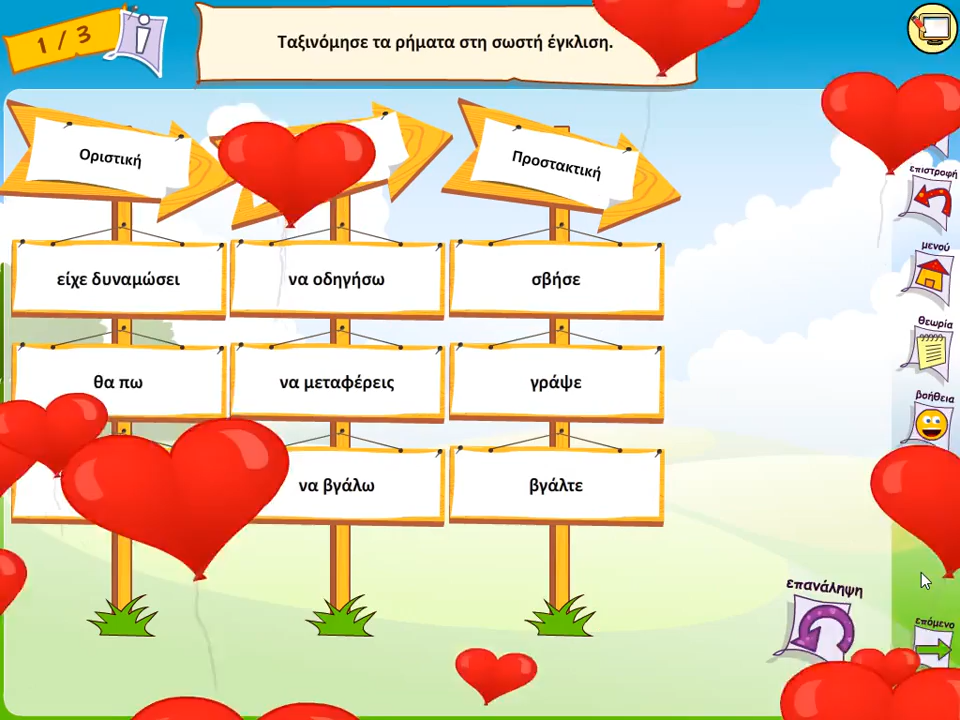 1 / 3
Ταξινόμησε τα ρήματα στη σωστή έγκλιση.
Οριστική
Προστακτική
είχε δυναμώσει
να οδηγήσω
σβήσε
θα πω
να μεταφέρεις
γράψε
να βγάλω
βγάλτε
επιστροφή
μενού
θεωρία
βοήθεια
επανάληψη
επόμενο